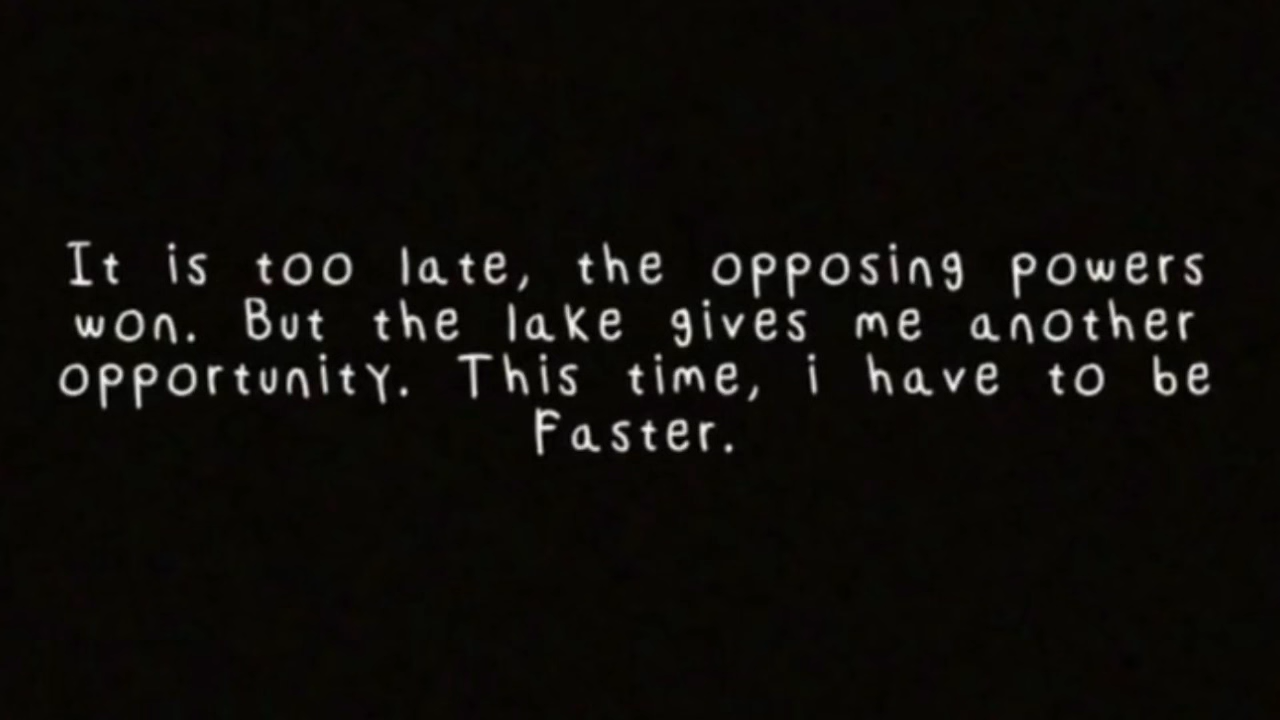 It is too late, the opposing powers
won. But the lake gives me another
opportunity. This time, i have to be
Faster.